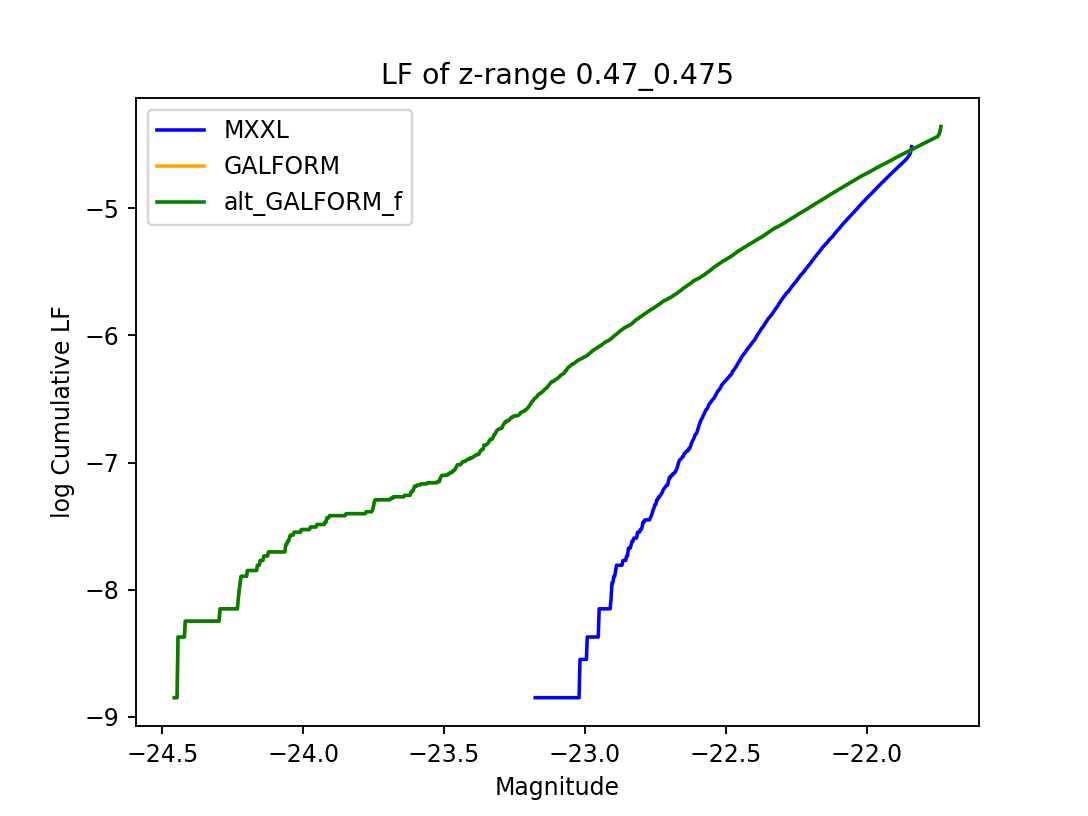 LF of z-range 0.47_0.475
MXXL
GALFORM
alt_GALFORM_f
log Cumulative LF
−5
−6
−7
−8
−9
−24.5 −24.0 −23.5 −23.0 −22.5 −22.0
Magnitude